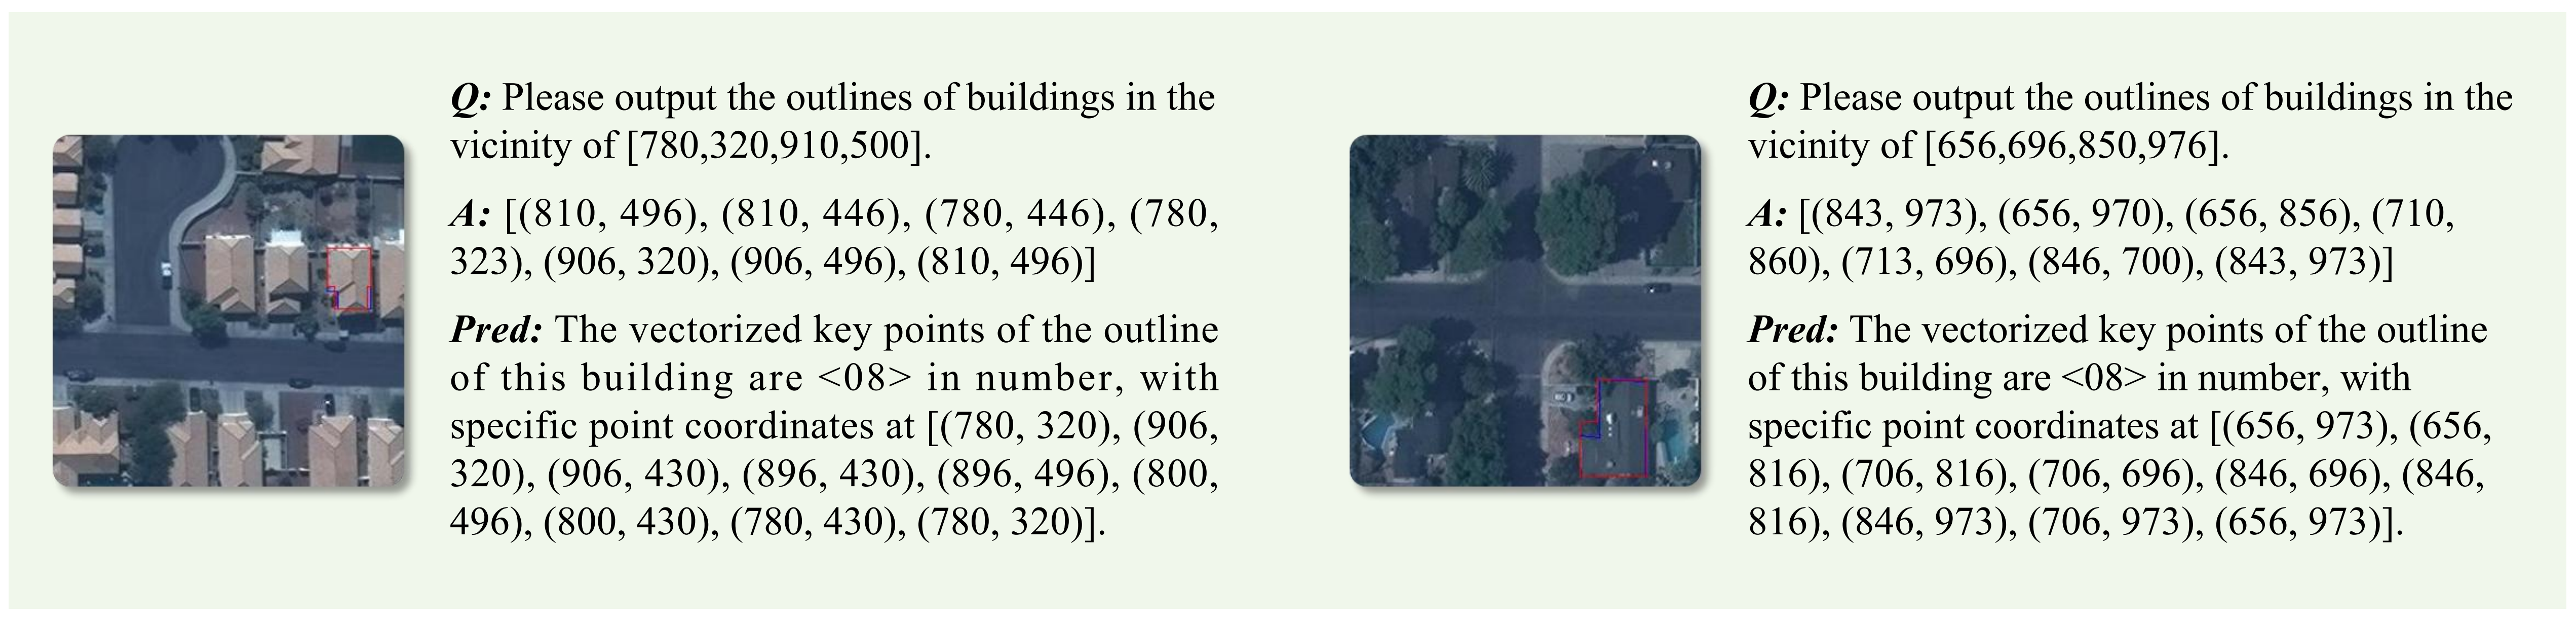 Q: Please output the outlines of buildings in the
vicinity of [780,320,910,500].
A: [(810, 496), (810, 446), (780, 446), (780,
323), (906, 320), (906, 496), (810, 496)]
Pred: The vectorized key points of the outline
of this building are <08> in number, with
specific point coordinates at [(780, 320), (906,
320), (906, 430), (896, 430), (896, 496), (800,
496), (800, 430), (780, 430), (780, 320)].
Q: Please output the outlines of buildings in the
vicinity of [656,696,850,976].
A: [(843, 973), (656, 970), (656, 856), (710,
860), (713, 696), (846, 700), (843, 973)]
Pred: The vectorized key points of the outline
of this building are <08> in number, with
specific point coordinates at [(656, 973), (656,
816), (706, 816), (706, 696), (846, 696), (846,
816), (846, 973), (706, 973), (656, 973)].